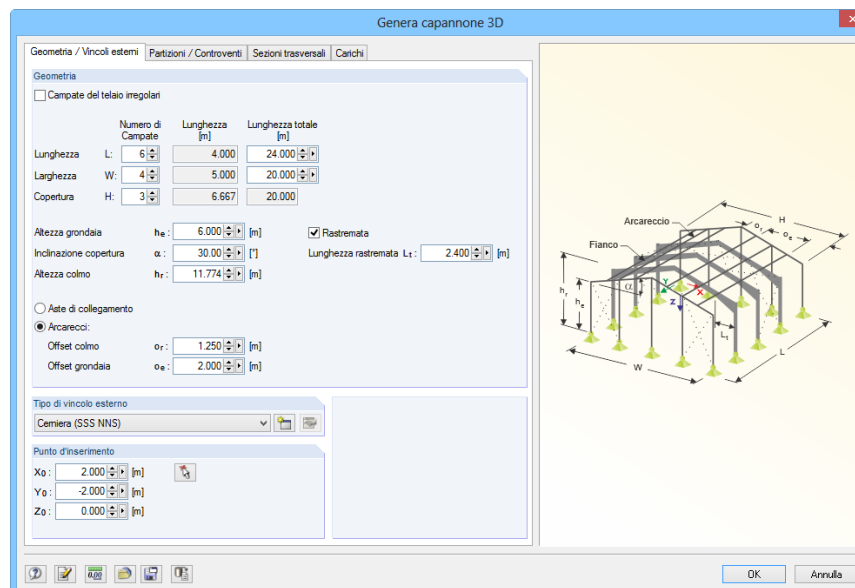 Genera capannone 3D
Geometria / Vincoli esterni Partizioni / Controventi Sezioni trasversali Carichi
Geometria
Campate del telaio irregolari
Numero di Campate Lunghezza [m] Lunghezza totale [m]
Lunghezza L: 6 4.000 24.000
Larghezza W: 4 5.000 20.000
Copertura H: 3 6.667 20.000
Altezza grondaia he : 6.000 [m] Rastremata
Inclinazione copertura α : 30.00 [°] Lunghezza rastremata Lt : 2.400 [m]
Altezza colmo hr : 11.774 [m]
Aste di collegamento
Arcarecci:
Offset colmo or : 1.250 [m]
Offset grondaia oe : 2.000 [m]
Tipo di vincolo esterno
Cerniera (SSS NNS)
Punto d'inserimento
X0 : 2.000 [m]
Y0 : -2.000 [m]
Z0 : 0.000 [m]
H
or
oe
Arcareccio
Fianco
hr
he
α
Y
X
Z
Lt
L
W
0.00
OK Annulla